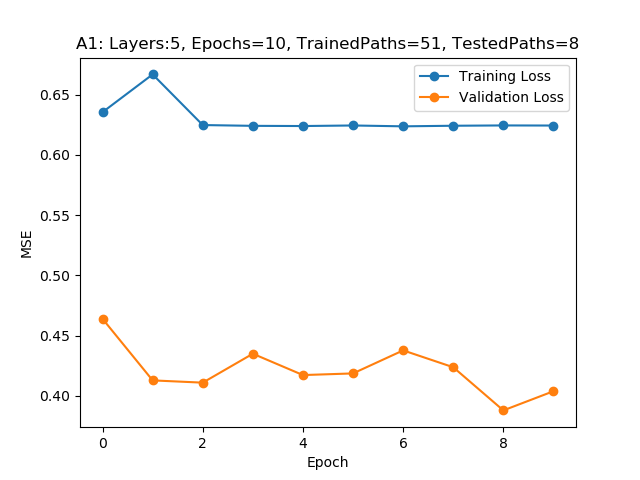 A1: Layers:5, Epochs=10, TrainedPaths=51, TestedPaths=8
Training Loss
Validation Loss
0.65
0.60
0.55
0.50
0.45
0.40
MSE
0 2 4 6 8
Epoch